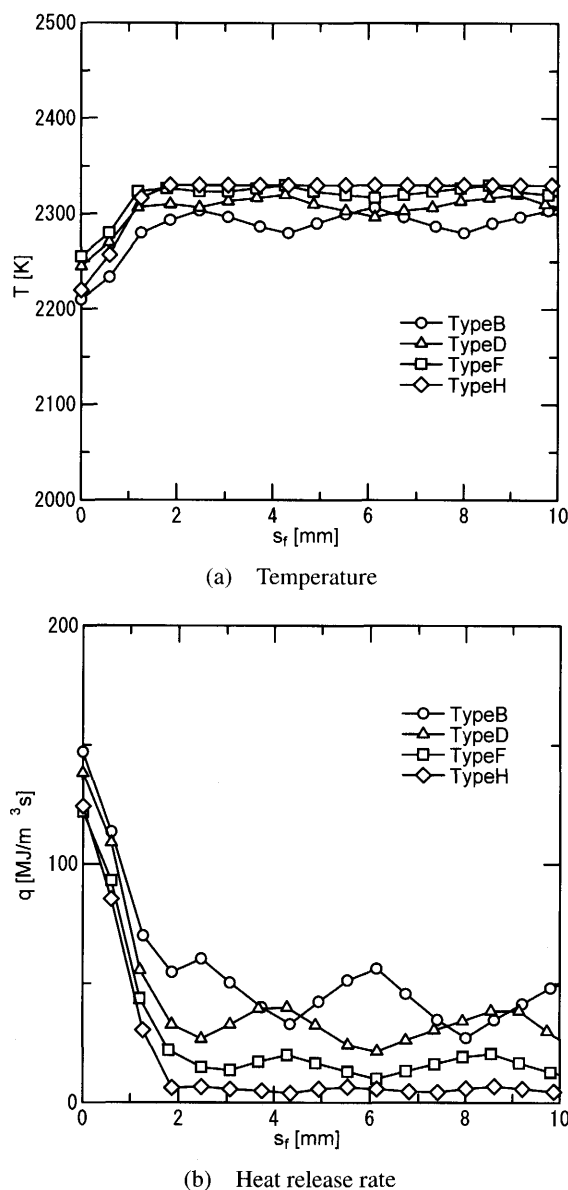 2500
2400
2300
2200
2100
2000
T [K]
TypeB
TypeD
TypeF
TypeH
0 2 4 6 8 10
s_f [mm]
(a) Temperature
200
100
0
q [MJ/m³s]
TypeB
TypeD
TypeF
TypeH
0 2 4 6 8 10
s_f [mm]
(b) Heat release rate